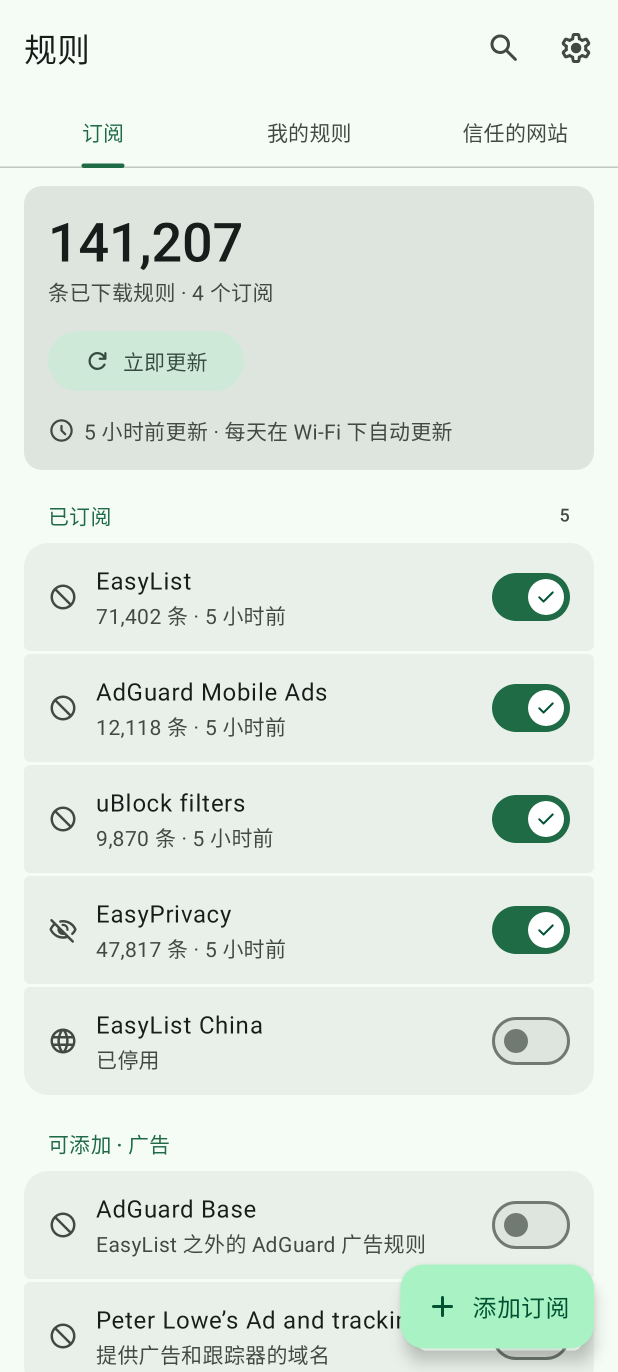 规则
订阅
我的规则
信任的网站
141,207
条已下载规则 · 4 个订阅
立即更新
5 小时前更新 · 每天在 Wi-Fi 下自动更新
已订阅
5
EasyList
71,402 条 · 5 小时前
AdGuard Mobile Ads
12,118 条 · 5 小时前
uBlock filters
9,870 条 · 5 小时前
EasyPrivacy
47,817 条 · 5 小时前
EasyList China
已停用
可添加 · 广告
AdGuard Base
EasyList 之外的 AdGuard 广告规则
Peter Lowe’s Ad and
提供广告和跟踪器的域名
添加订阅